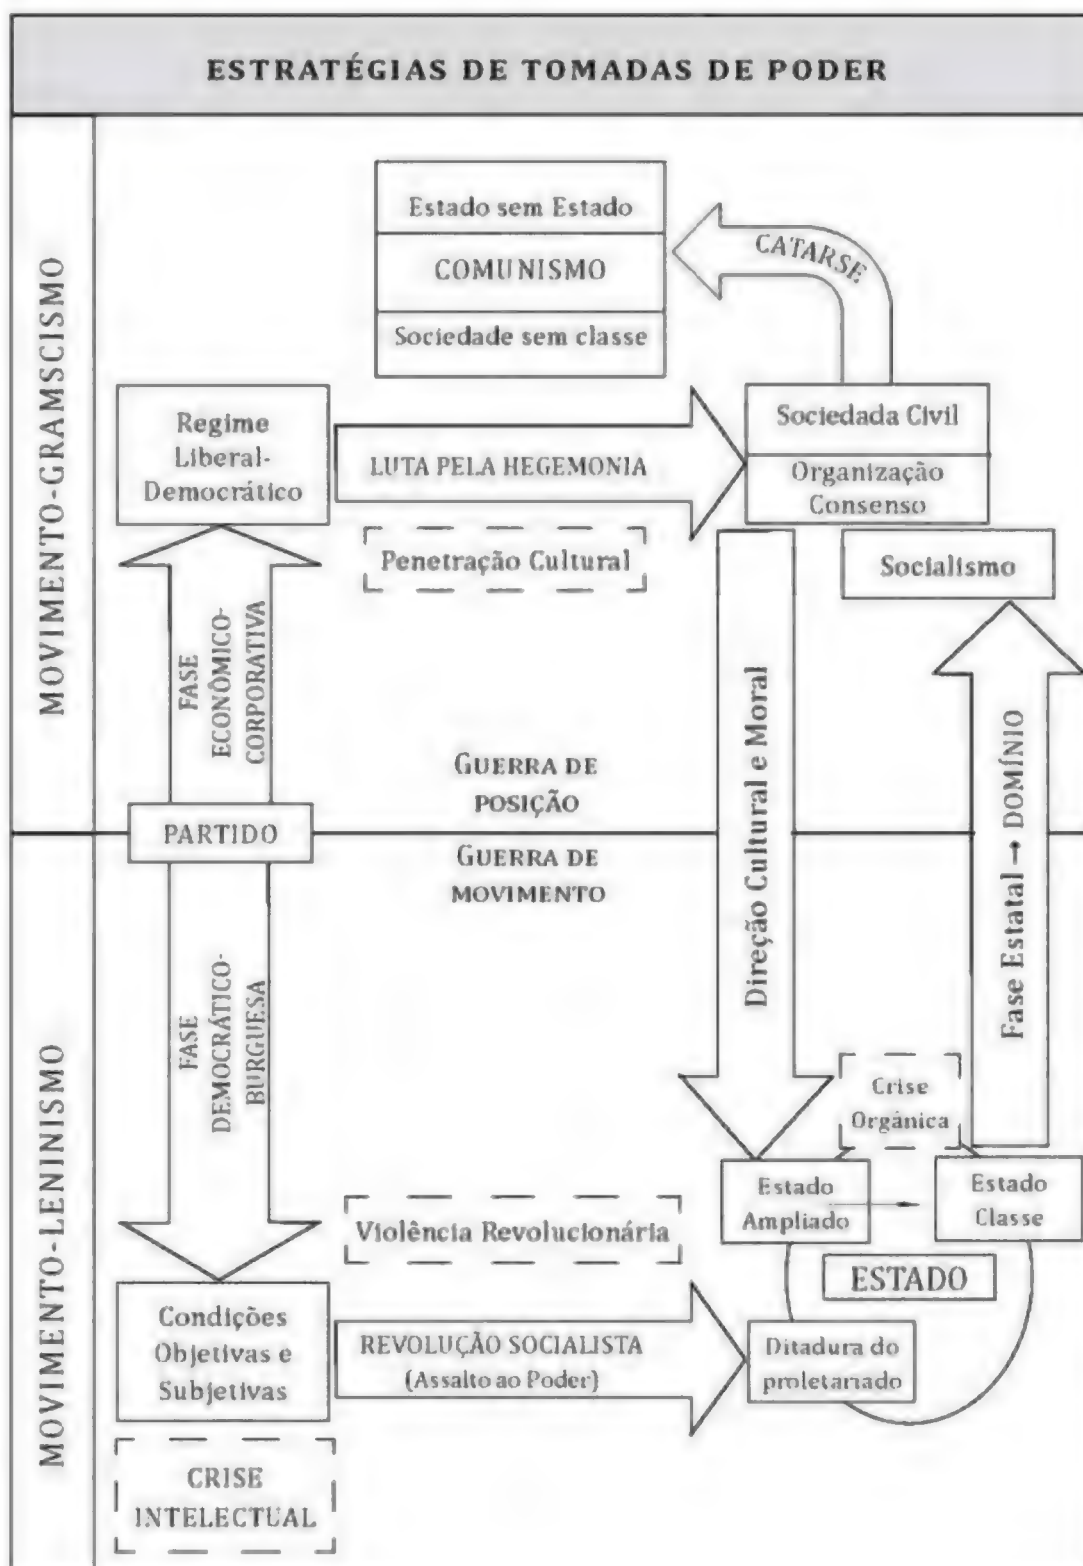 ESTRATÉGIAS DE TOMADAS DE PODER
MOVIMENTO-GRAMSCISMO
Estado sem Estado
COMUNISMO
Sociedade sem classe
CATARSE
Regime
Liberal-
Democrático
LUTA PELA HEGEMONIA
Sociedada Civil
Organização
Consenso
Penetração Cultural
Socialismo
FASE
ECONÔMICO-
CORPORATIVA
GUERRA DE
POSIÇÃO
PARTIDO
GUERRA DE
MOVIMENTO
Direção Cultural e Moral
Fase Estatal → DOMÍNIO
MOVIMENTO-LENINISMO
FASE
DEMOCRÁTICO-
BURGUESA
Crise
Orgânica
Estado
Ampliado
Estado
Classe
Violência Revolucionária
ESTADO
Condições
Objetivas e
Subjetivas
REVOLUÇÃO SOCIALISTA
(Assalto ao Poder)
Ditadura do
proletariado
CRISE
INTELECTUAL